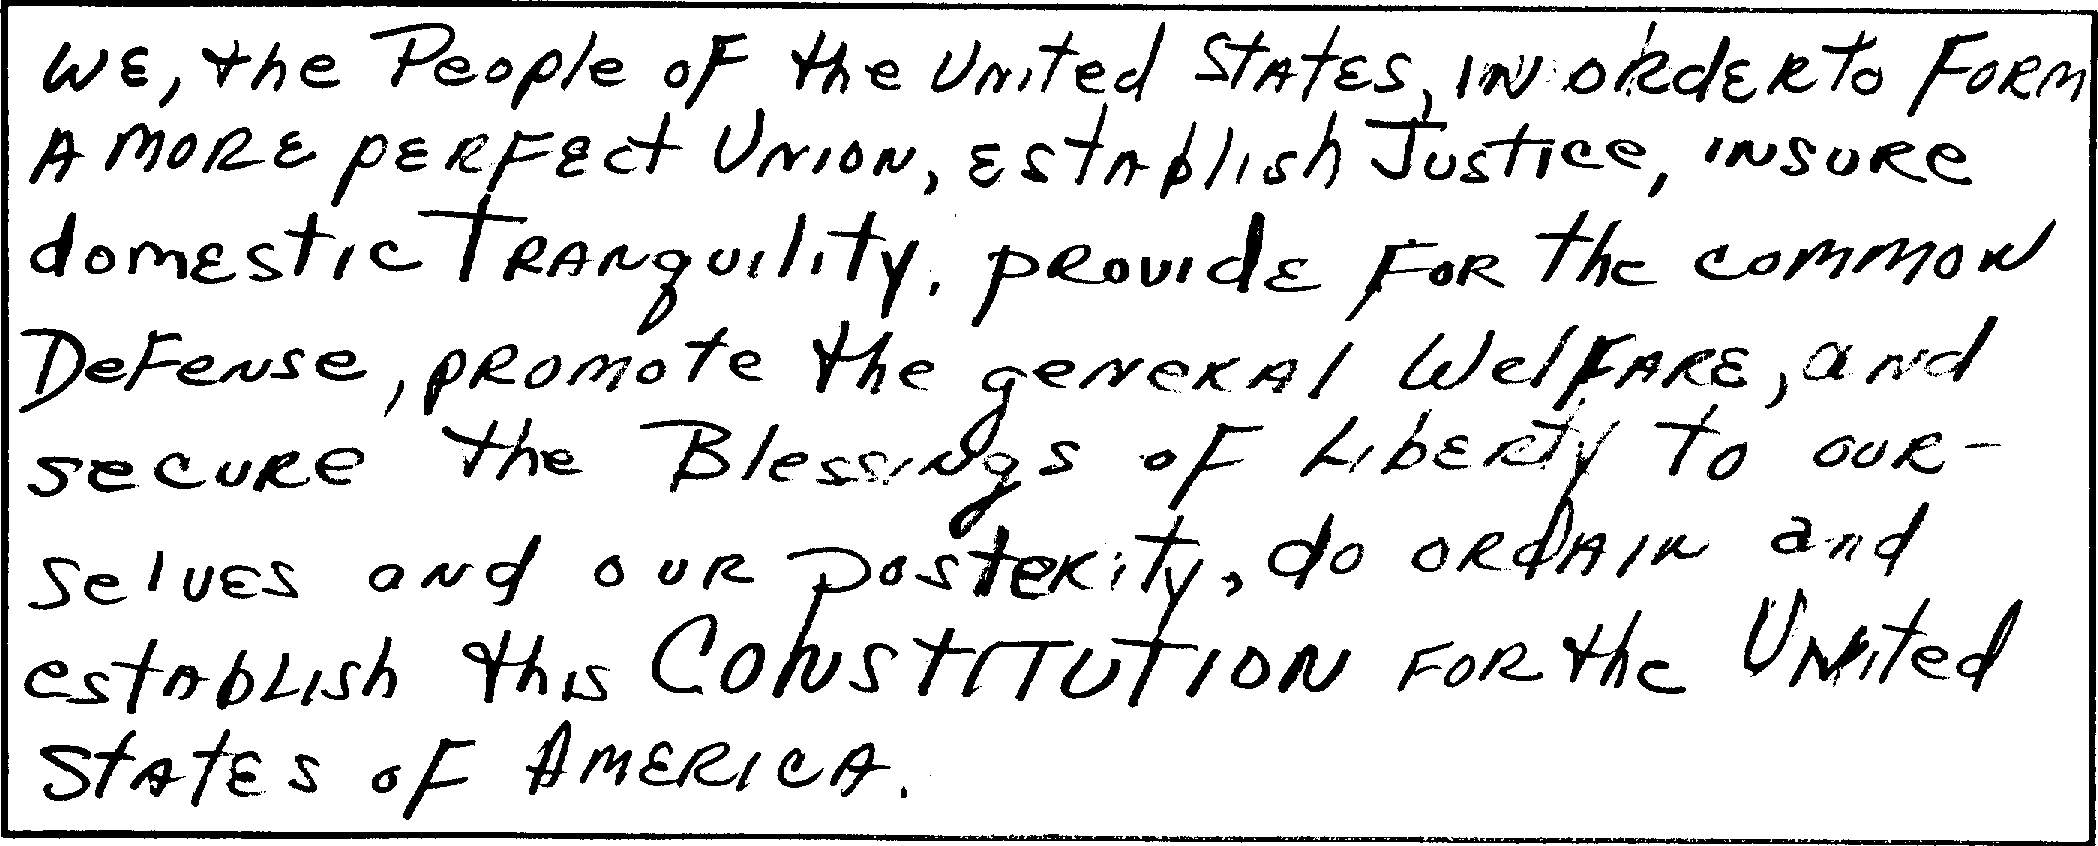 We, the People of the United States, in order to form
a more perfect Union, establish Justice, insure
domestic Tranquility. provide for the common
Defense, promote the general Welfare, and
secure the Blessings of Liberty to our-
selves and our posterity, do ordain and
establish this Constitution for the United
States of America.